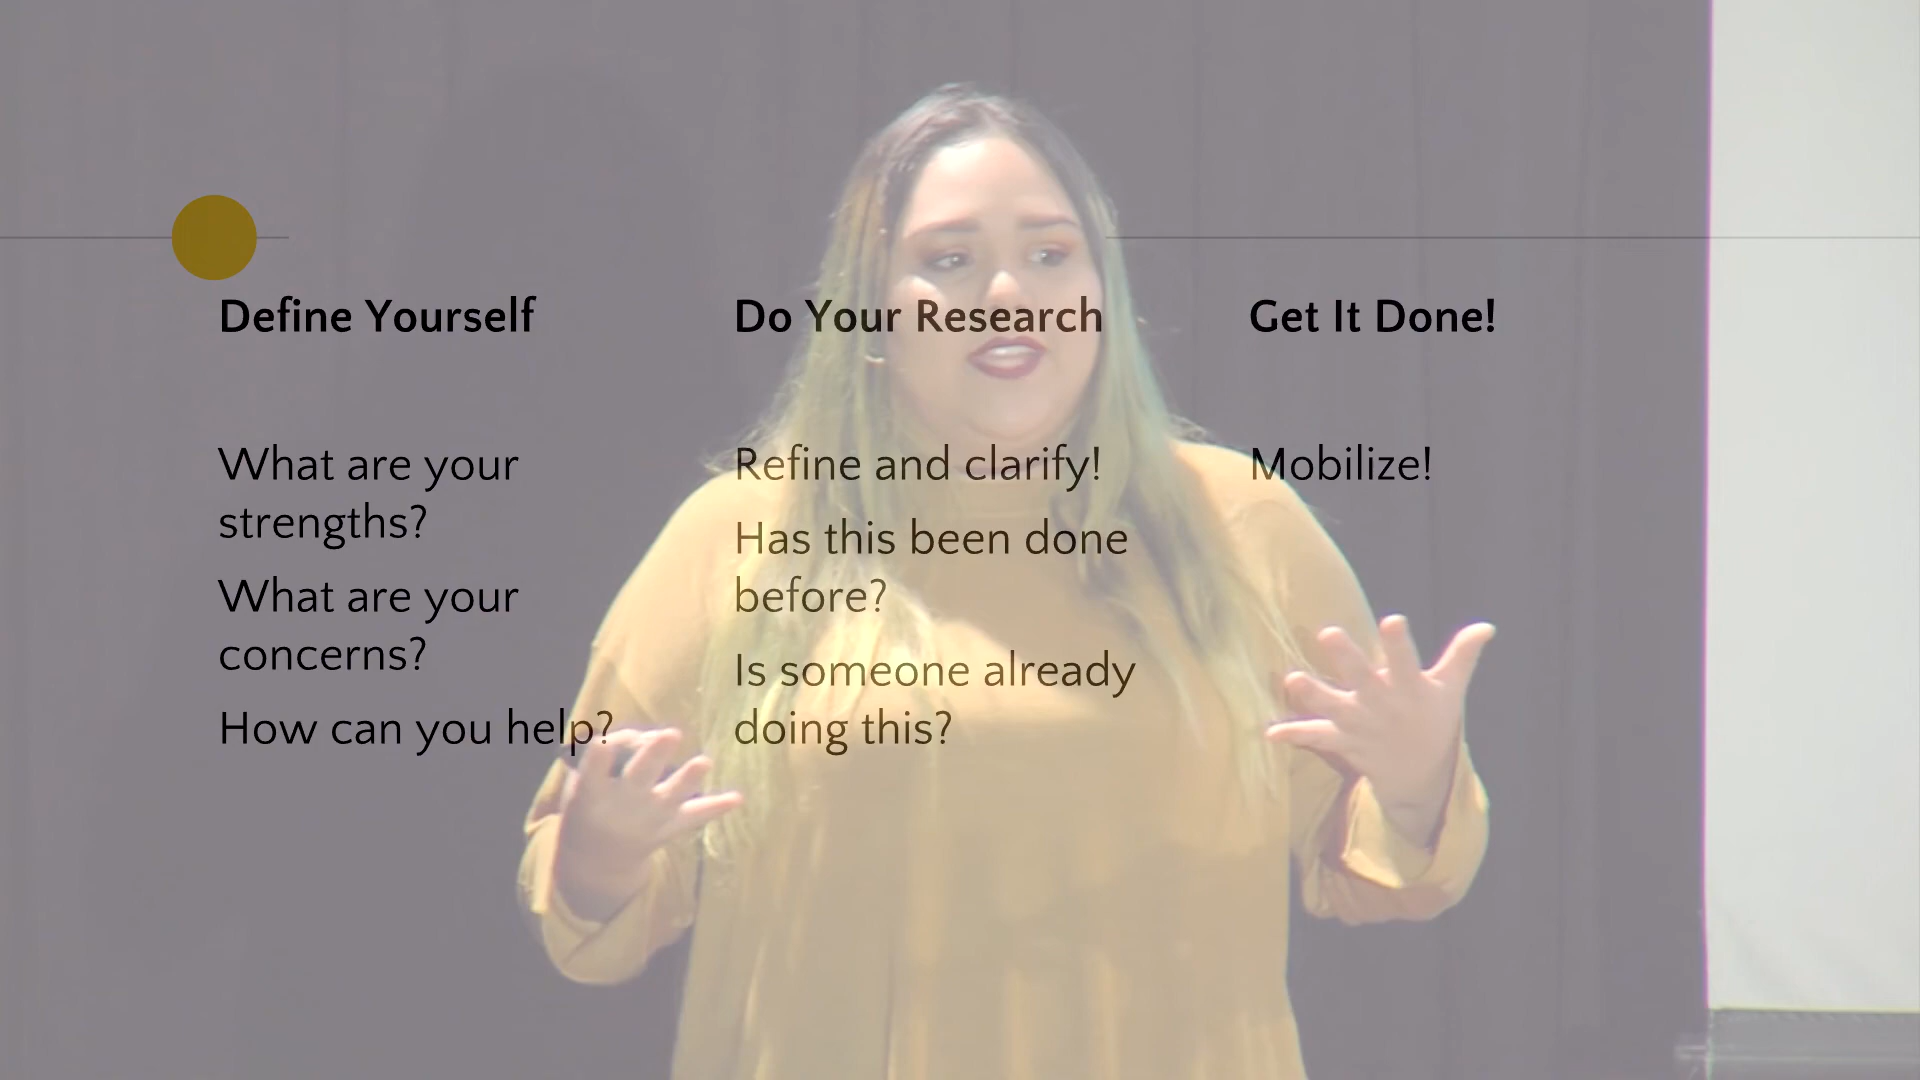 Define Yourself
What are your
strengths?
What are your
concerns?
How can you help?
Do Your Research
Refine and clarify!
Has this been done
before?
Is someone already
doing this?
Get It Done!
Mobilize!